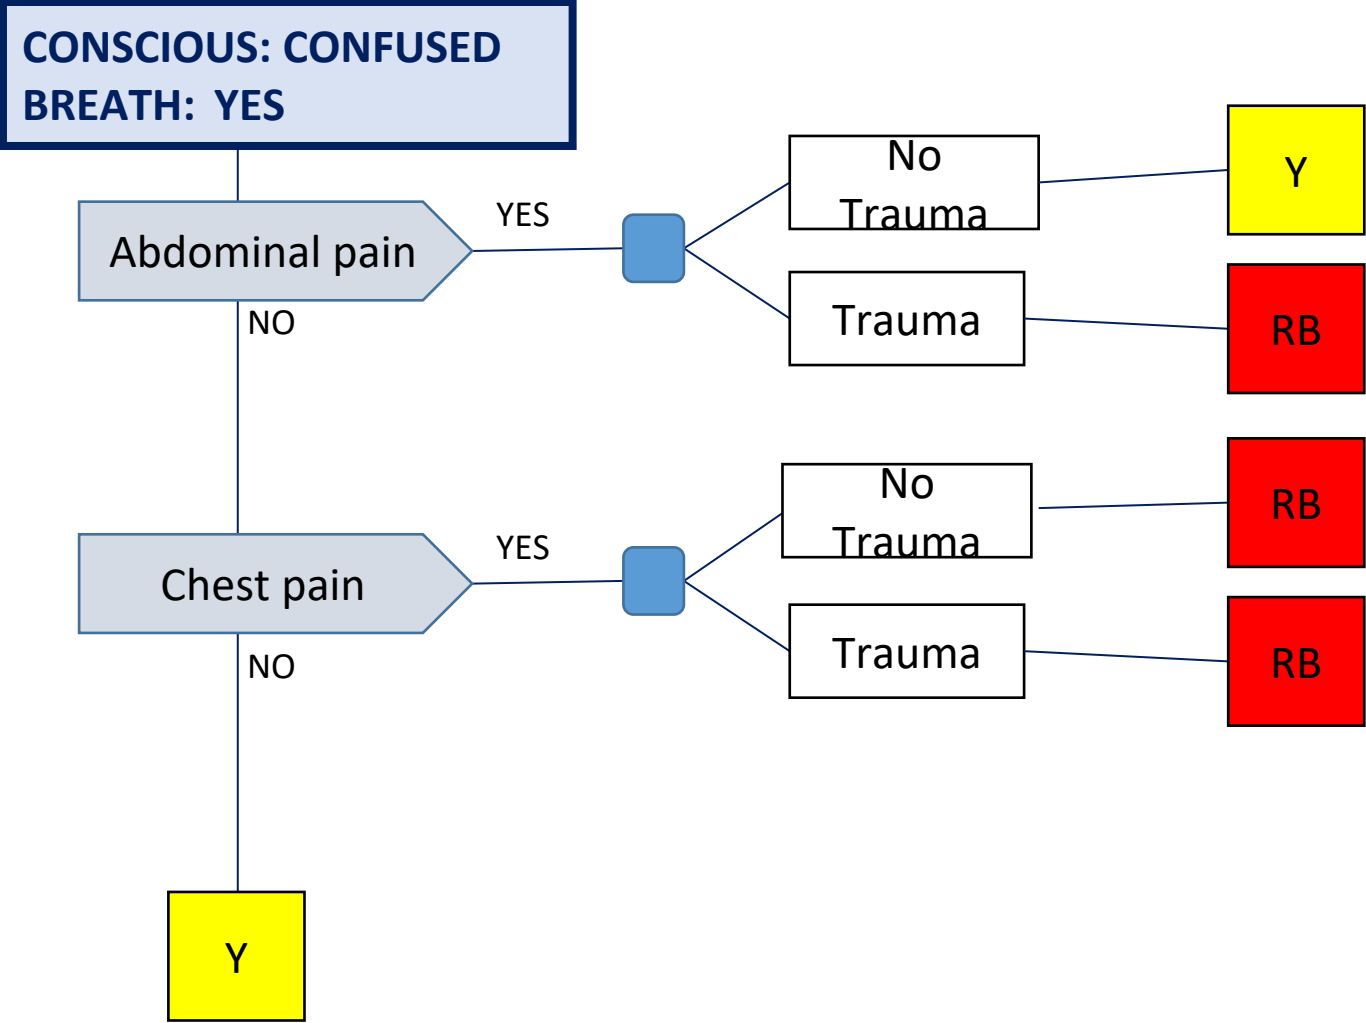 CONSCIOUS: CONFUSED
BREATH: YES
Abdominal pain
YES
No
Trauma
Y
Trauma
RB
NO
Chest pain
YES
No
Trauma
RB
Trauma
RB
NO
Y